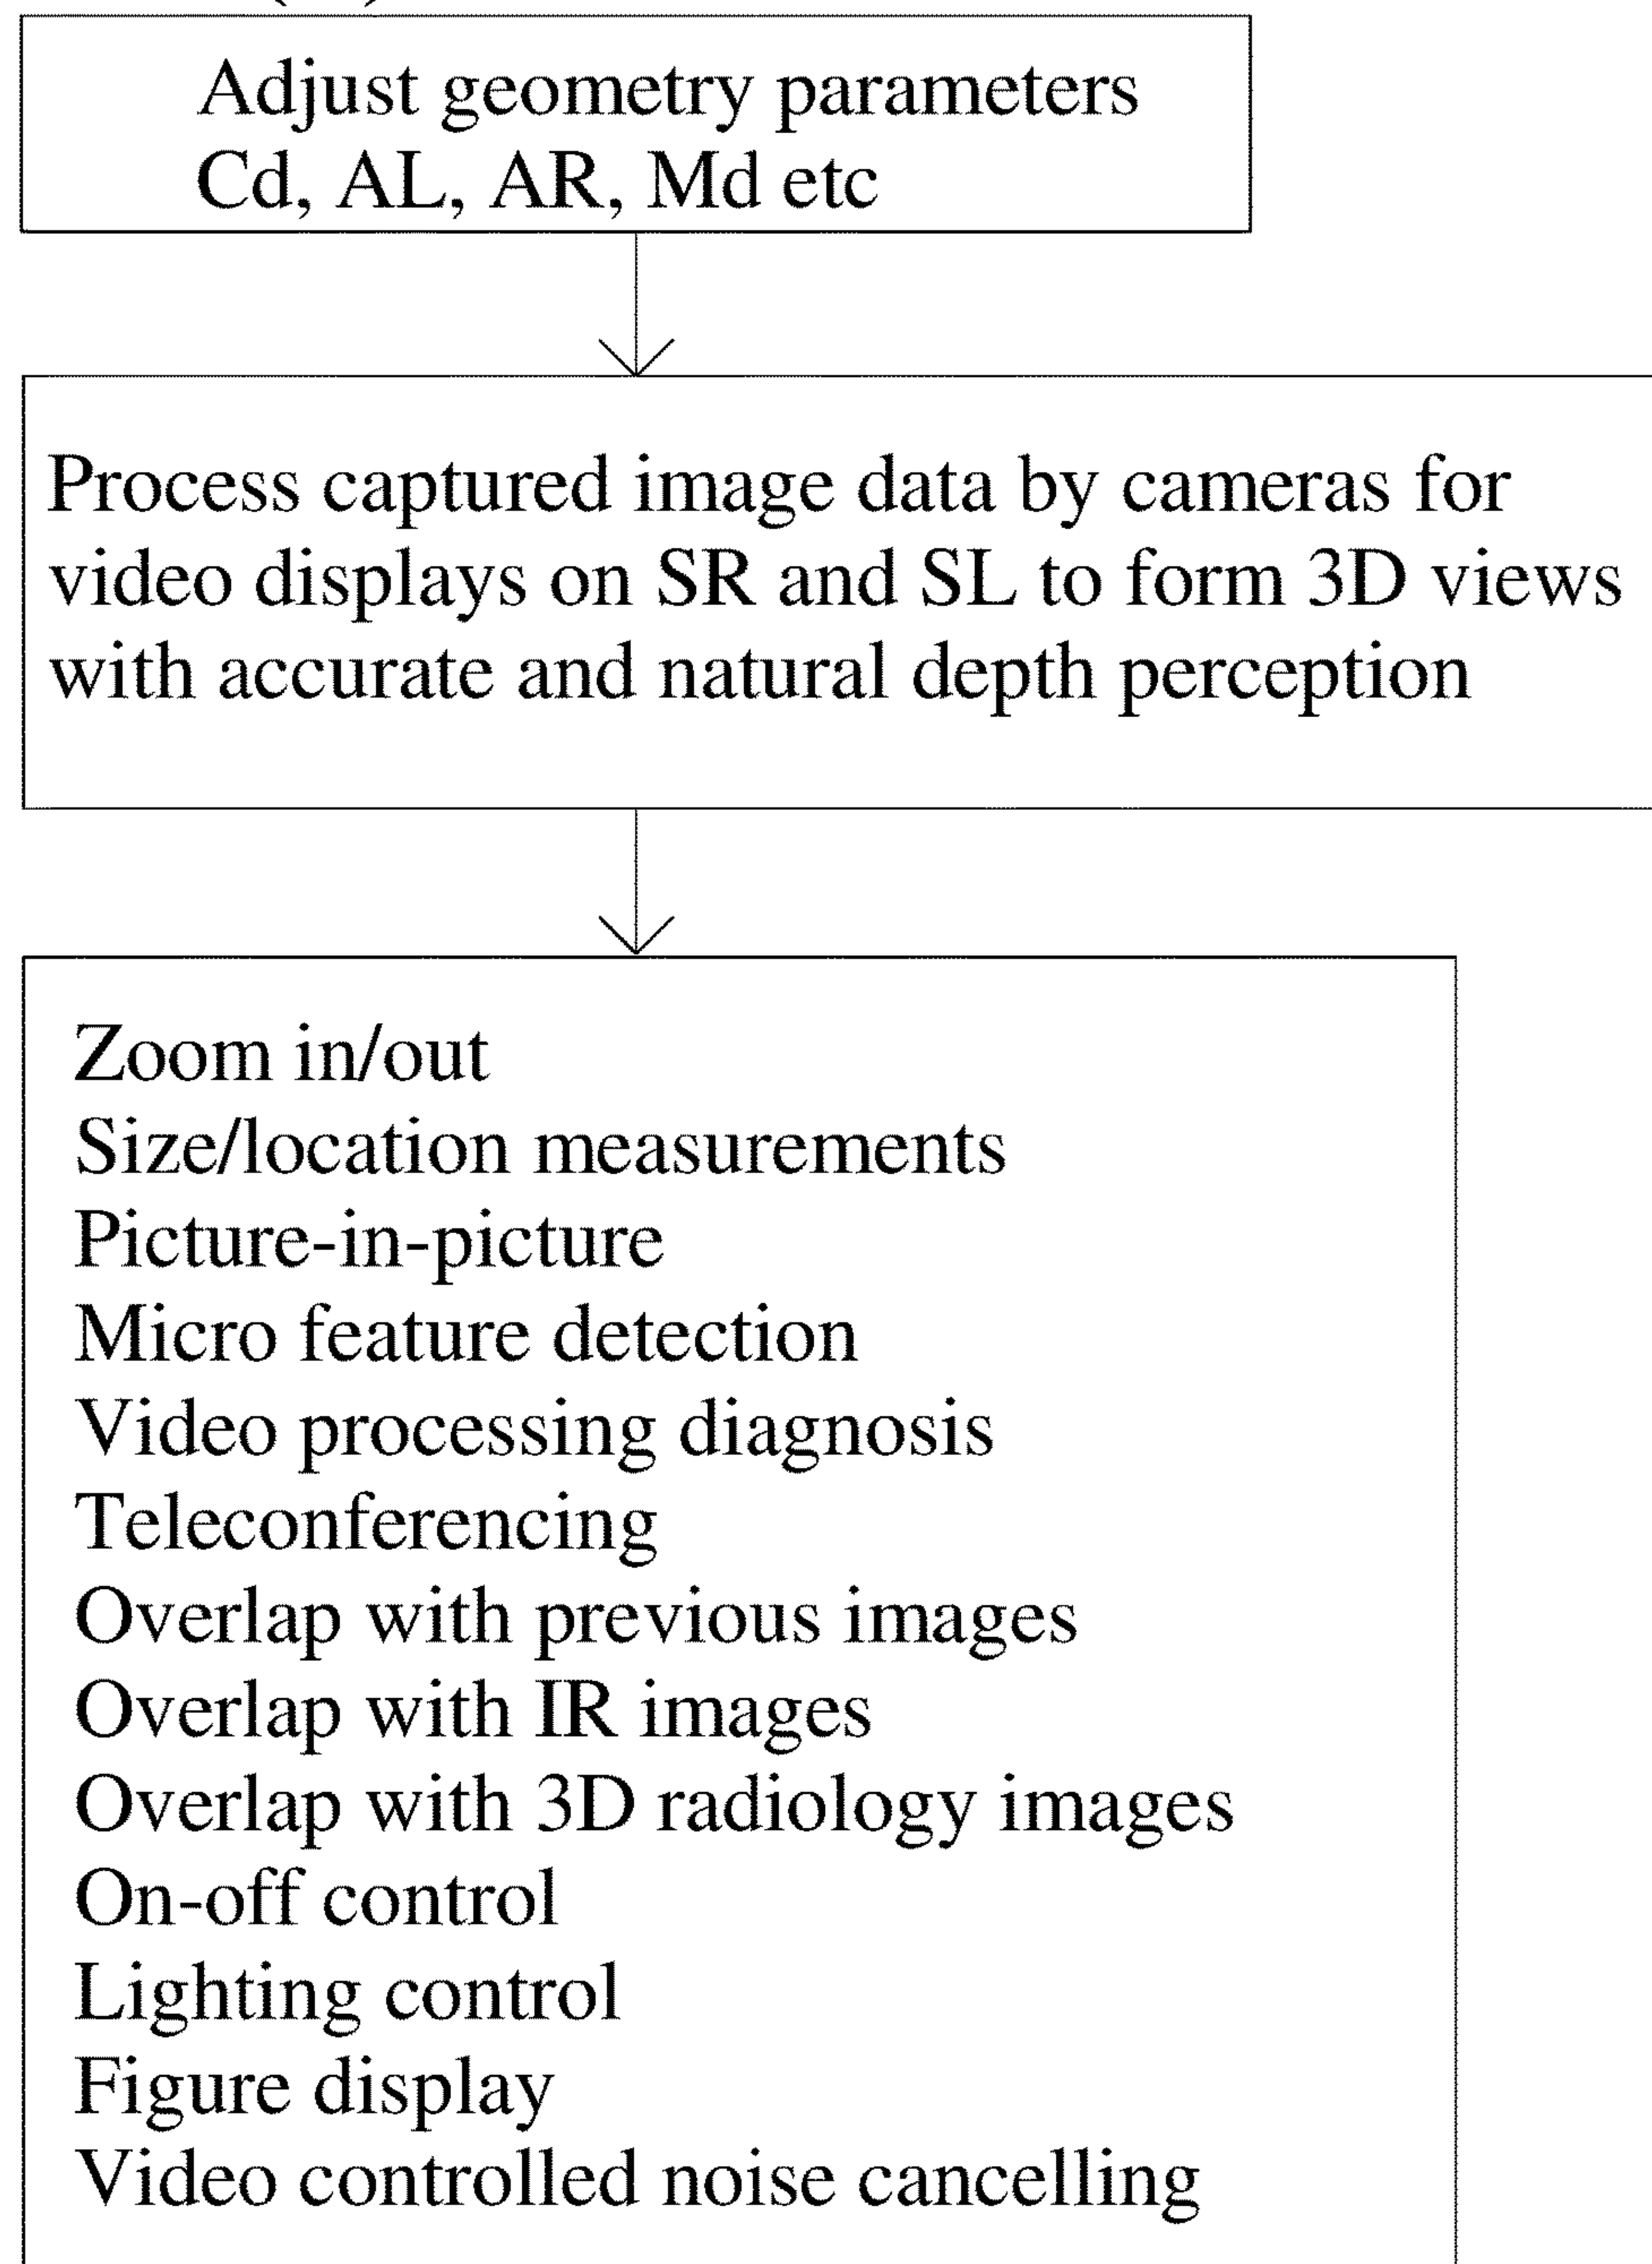 Adjust geometry parameters
Cd, AL, AR, Md etc
Process captured image data by cameras for
video displays on SR and SL to form 3D views
with accurate and natural depth perception
Zoom in/out
Size/location measurements
Picture-in-picture
Micro feature detection
Video processing diagnosis
Teleconferencing
Overlap with previous images
Overlap with IR images
Overlap with 3D radiology images
On-off control
Lighting control
Figure display
Video controlled noise cancelling